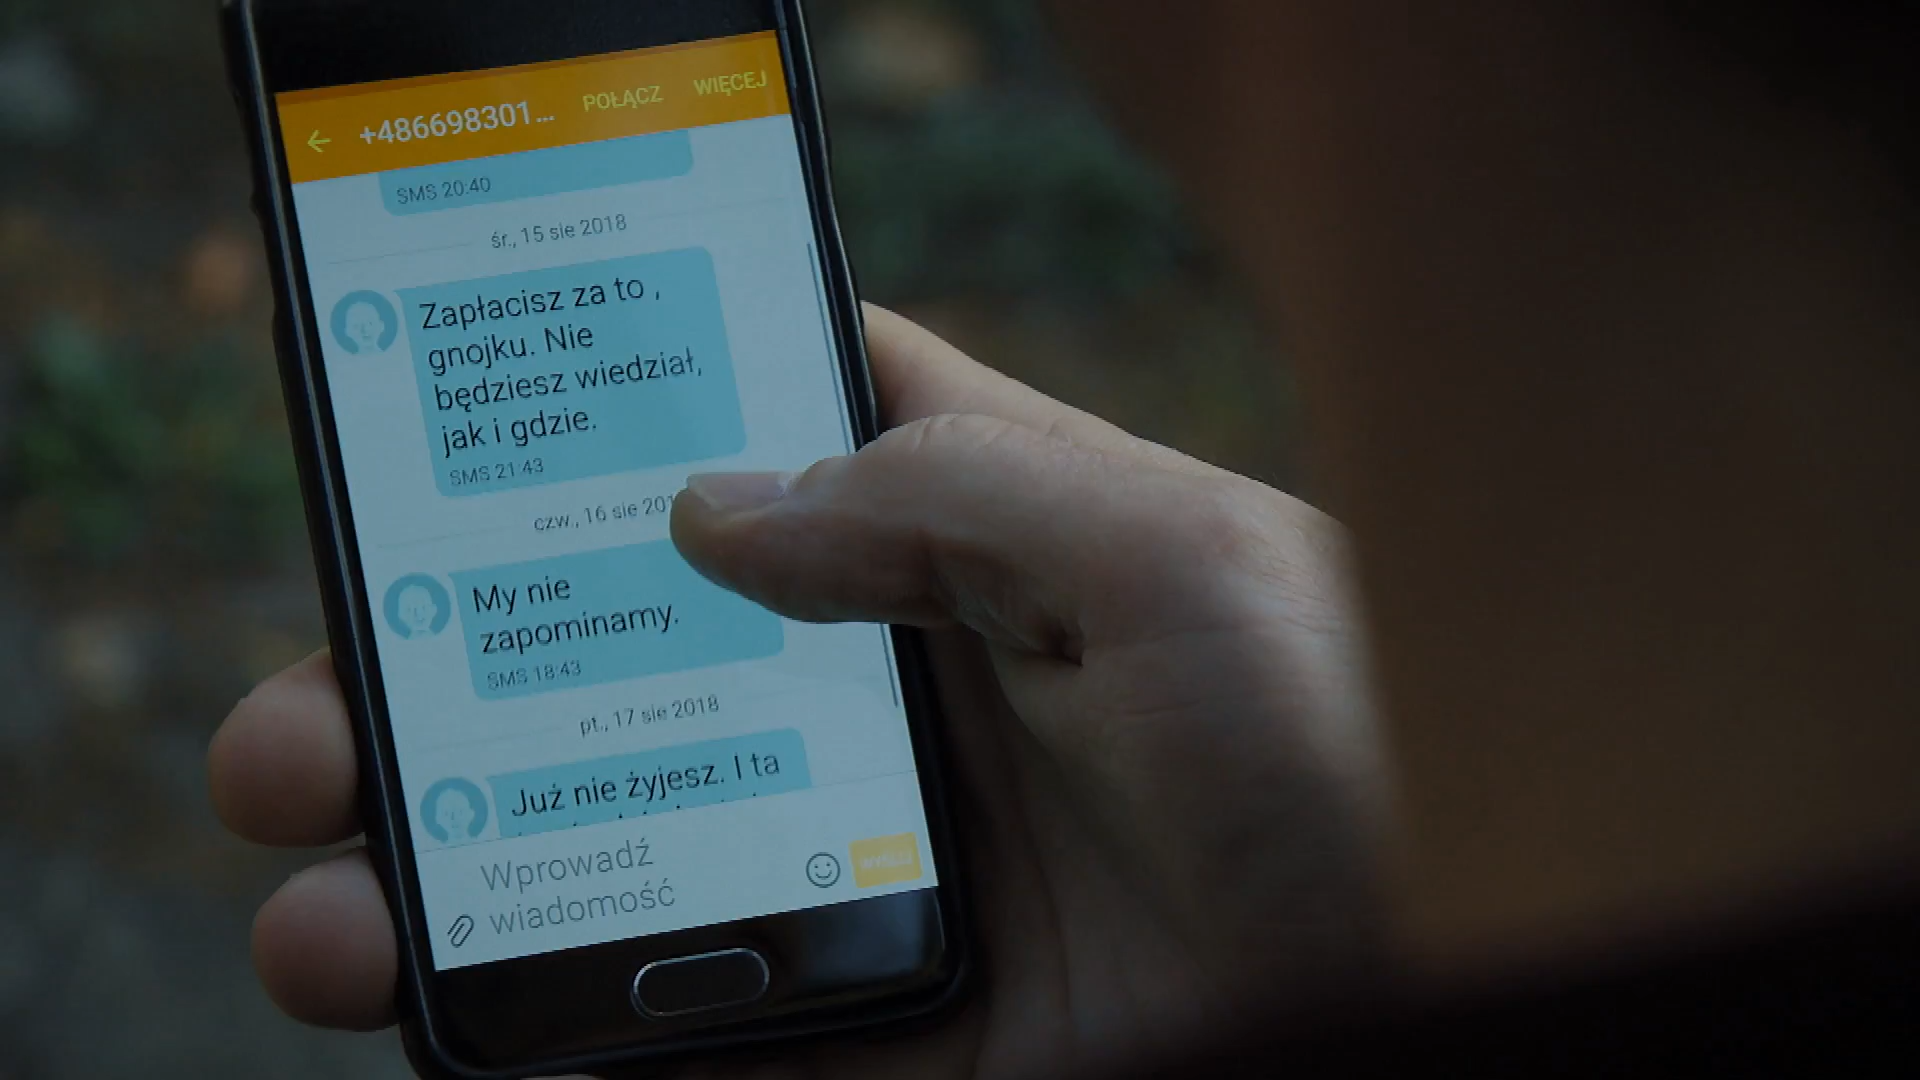 +486698301...
POŁĄCZ
WIĘCEJ
SMS 20:40
śr., 15 sie 2018
Zapłacisz za to ,
gnojku. Nie
będziesz wiedział,
jak i gdzie.
SMS 21:43
czw., 16 sie 201
My nie
zapominamy.
SMS 18:43
pt., 17 sie 2018
Już nie żyjesz. I ta
Wprowadź
wiadomość
WYŚLIJ